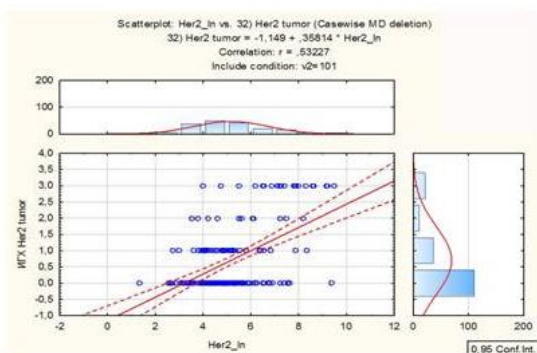 Scatterplot: Her2_ln vs. 32) Her2 tumor (Casewise MD deletion)
32) Her2 tumor = -1,149 + ,35814 * Her2_ln
Correlation: r = ,53227
Include condition: v2=101
200
100
0
4,0
3,5
3,0
2,5
2,0
1,5
1,0
0,5
0,0
-0,5
-1,0
ИГХ Her2 tumor
-2 0 2 4 6 8 10 12
Her2_ln
0 100 200
0,95 Conf.Int.